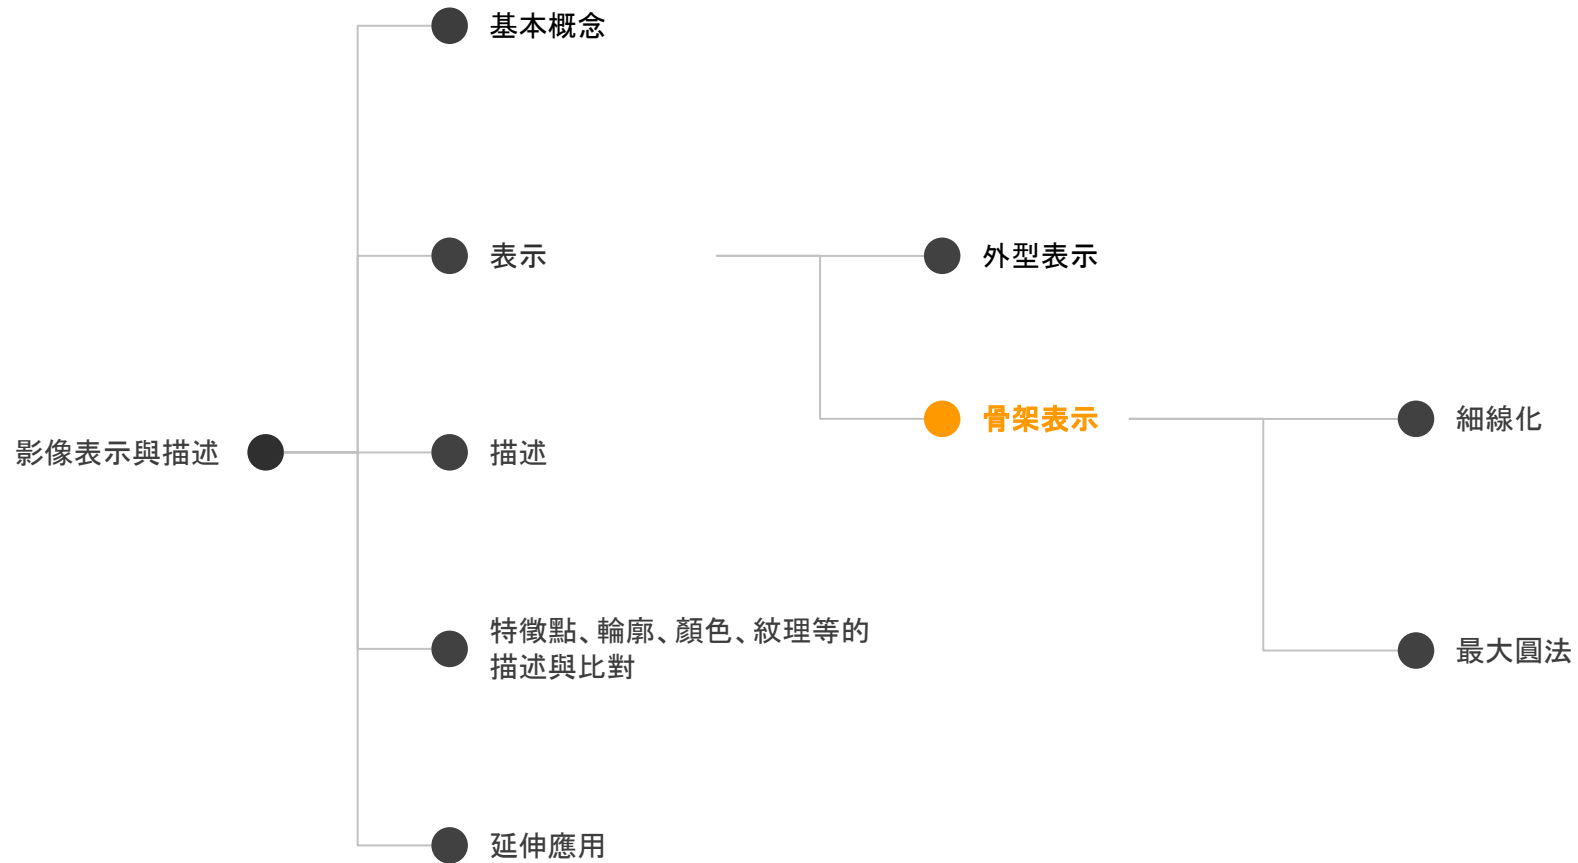 基本概念
表示
外型表示
骨架表示
細線化
影像表示與描述
描述
特徵點、輪廓、顏色、紋理等的
描述與比對
最大圓法
延伸應用